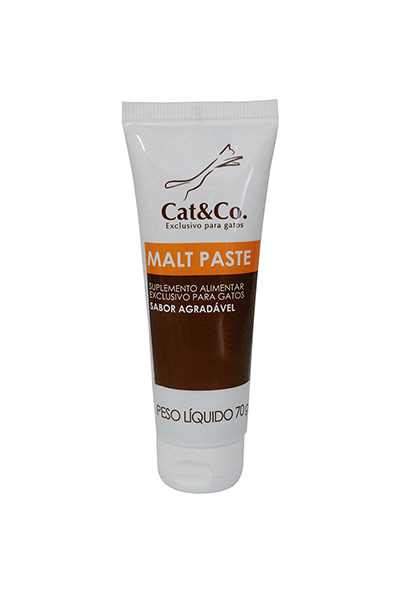 Cat&Co.
Exclusivo para gatos
MALT PASTE
SUPLEMENTO ALIMENTAR
EXCLUSIVO PARA GATOS
SABOR AGRADÁVEL
PESO LÍQUIDO 70 g